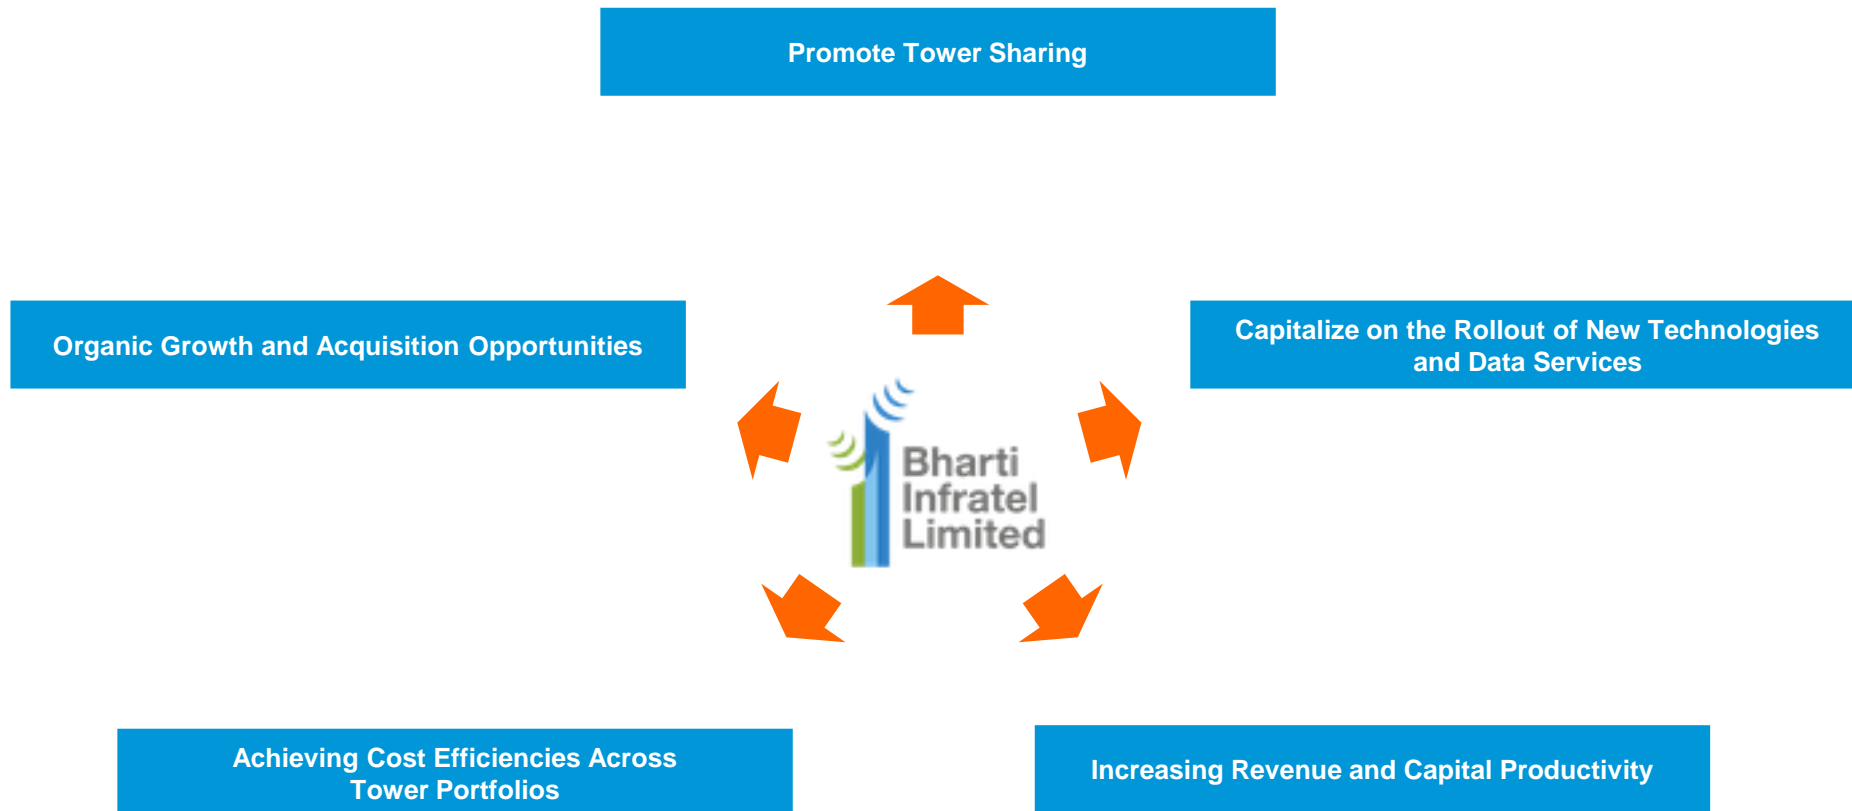 Promote Tower Sharing
Organic Growth and Acquisition Opportunities
Capitalize on the Rollout of New Technologies
and Data Services
Bharti
Infratel
Limited
Achieving Cost Efficiencies Across
Tower Portfolios
Increasing Revenue and Capital Productivity